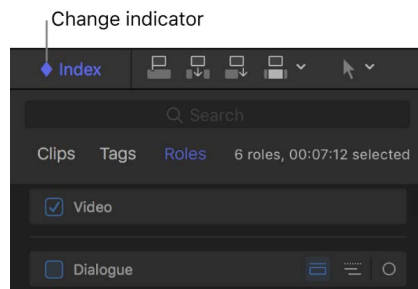 Change indicator
Index
Search
Clips Tags Roles 6 roles, 00:07:12 selected
Video
Dialogue